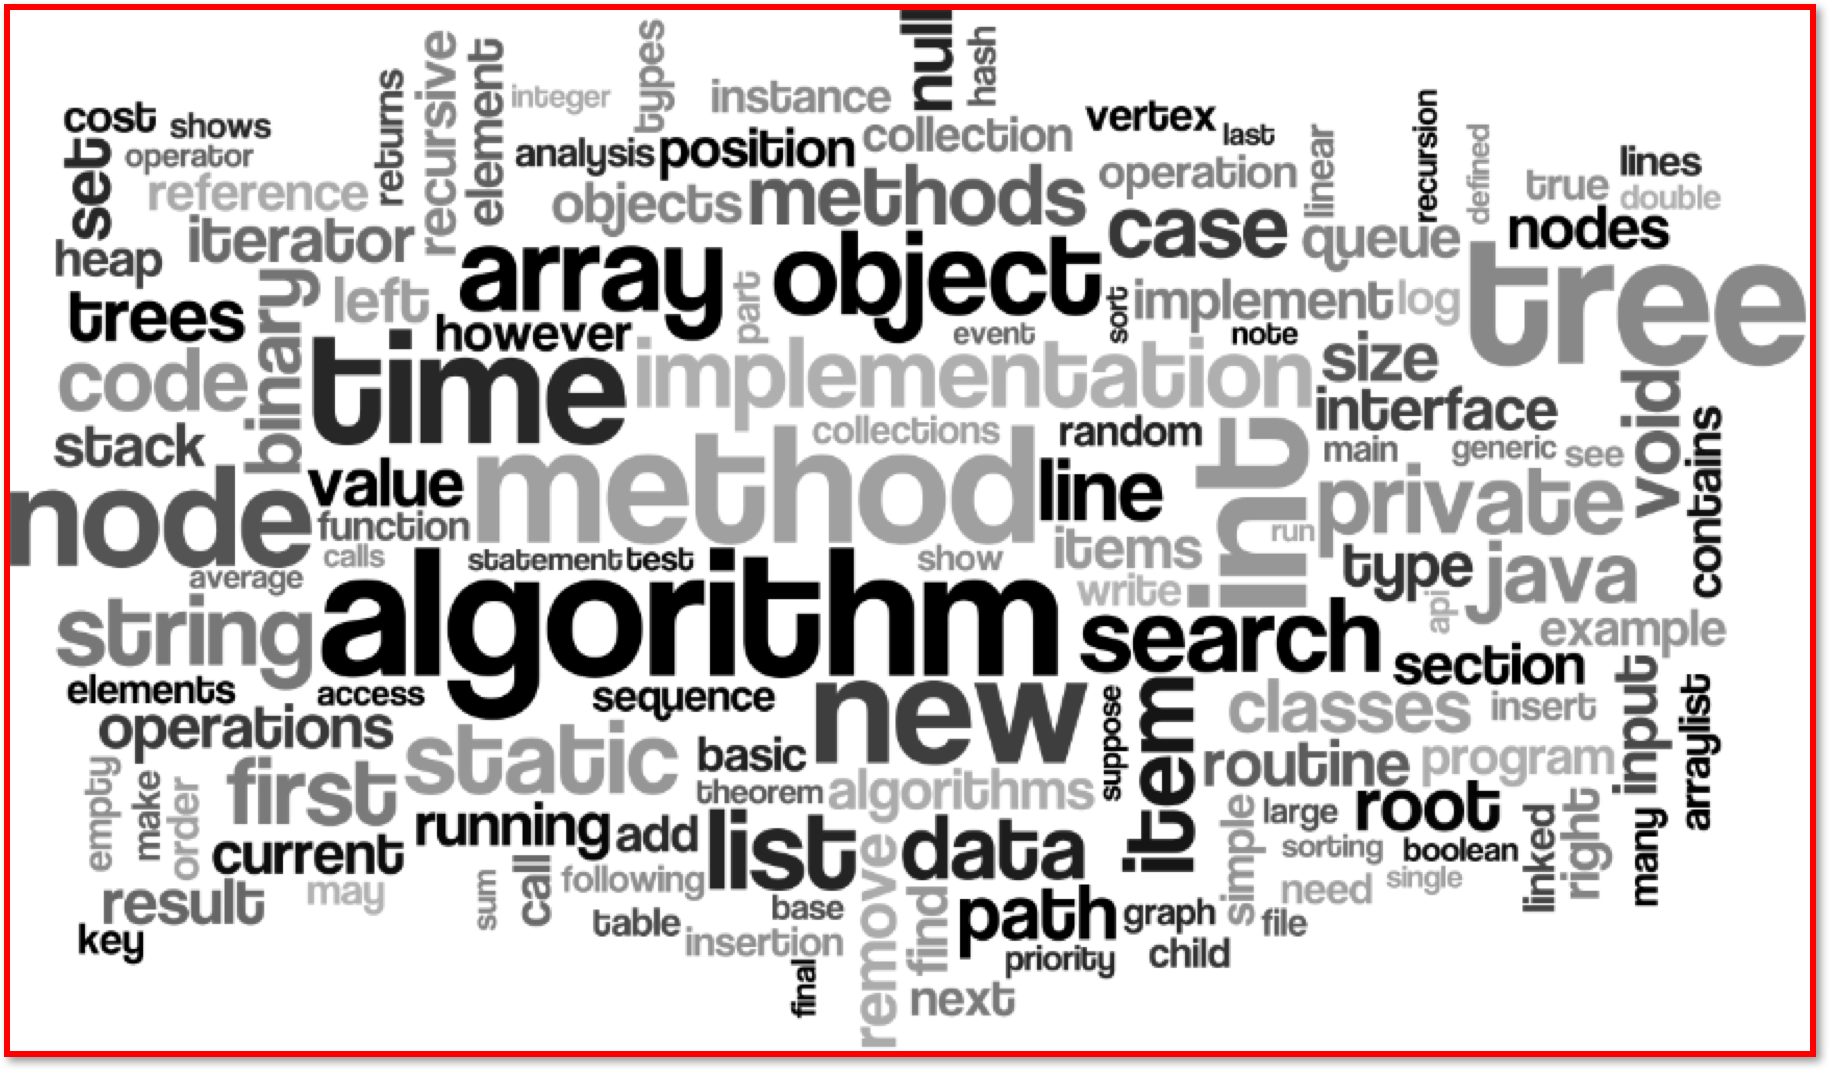 null
hash
types
recursive
element
integer
instance
returns
cost
shows
vertex
last
recursion
analysis
position
collection
linear
defined
operator
set
lines
reference
objects
methods
operation
true
double
iterator
case
queue
nodes
heap
array
object
tree
trees
binary
left
part
sort
implement
log
however
event
note
code
time
implementation
size
interface
void
stack
collections
random
main
generic
see
contains
node
value
method
line
int
private
function
run
calls
statement
test
show
items
type
java
average
write
api
string
algorithm
search
example
elements
access
sequence
section
new
item
suppose
classes
insert
input
arraylist
operations
static
basic
routine
program
empty
make
order
first
theorem
algorithms
simple
large
root
linked
right
many
current
running
add
list
remove
data
sorting
boolean
result
may
sum
call
following
need
single
base
find
path
graph
file
key
table
insertion
priority
child
final
next